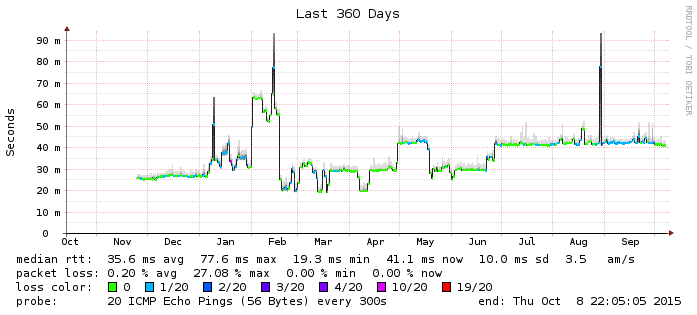 Last 360 Days
RRDTOOL / TOBI OETIKER
Seconds
90 m
80 m
70 m
60 m
50 m
40 m
30 m
20 m
10 m
0
Oct Nov Dec Jan Feb Mar Apr May Jun Jul Aug Sep
median rtt: 35.6 ms avg 77.6 ms max 19.3 ms min 41.1 ms now 10.0 ms sd 3.5 am/s
packet loss: 0.20 % avg 27.08 % max 0.00 % min 0.00 % now
loss color: 0 1/20 2/20 3/20 4/20 10/20 19/20
probe: 20 ICMP Echo Pings (56 Bytes) every 300s end: Thu Oct 8 22:05:05 2015